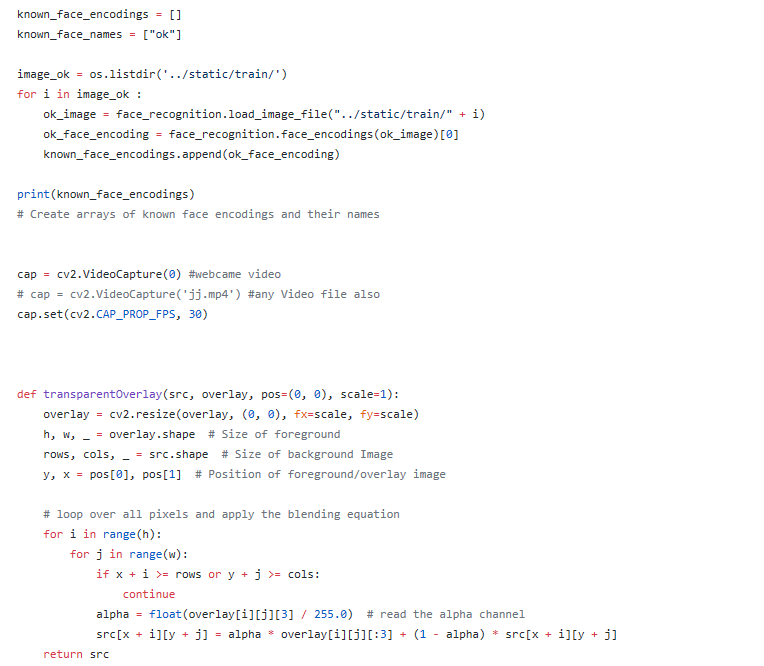 known_face_encodings = []
known_face_names = ["ok"]
image_ok = os.listdir('../static/train/')
for i in image_ok :
    ok_image = face_recognition.load_image_file("../static/train/" + i)
    ok_face_encoding = face_recognition.face_encodings(ok_image)[0]
    known_face_encodings.append(ok_face_encoding)
print(known_face_encodings)
# Create arrays of known face encodings and their names
cap = cv2.VideoCapture(0) #webcame video
# cap = cv2.VideoCapture('jj.mp4') #any Video file also
cap.set(cv2.CAP_PROP_FPS, 30)
def transparentOverlay(src, overlay, pos=(0, 0), scale=1):
    overlay = cv2.resize(overlay, (0, 0), fx=scale, fy=scale)
    h, w, _ = overlay.shape  # Size of foreground
    rows, cols, _ = src.shape  # Size of background Image
    y, x = pos[0], pos[1]  # Position of foreground/overlay image
    # loop over all pixels and apply the blending equation
    for i in range(h):
        for j in range(w):
            if x + i >= rows or y + j >= cols:
                continue
            alpha = float(overlay[i][j][3] / 255.0)  # read the alpha channel
            src[x + i][y + j] = alpha * overlay[i][j][:3] + (1 - alpha) * src[x + i][y + j]
    return src